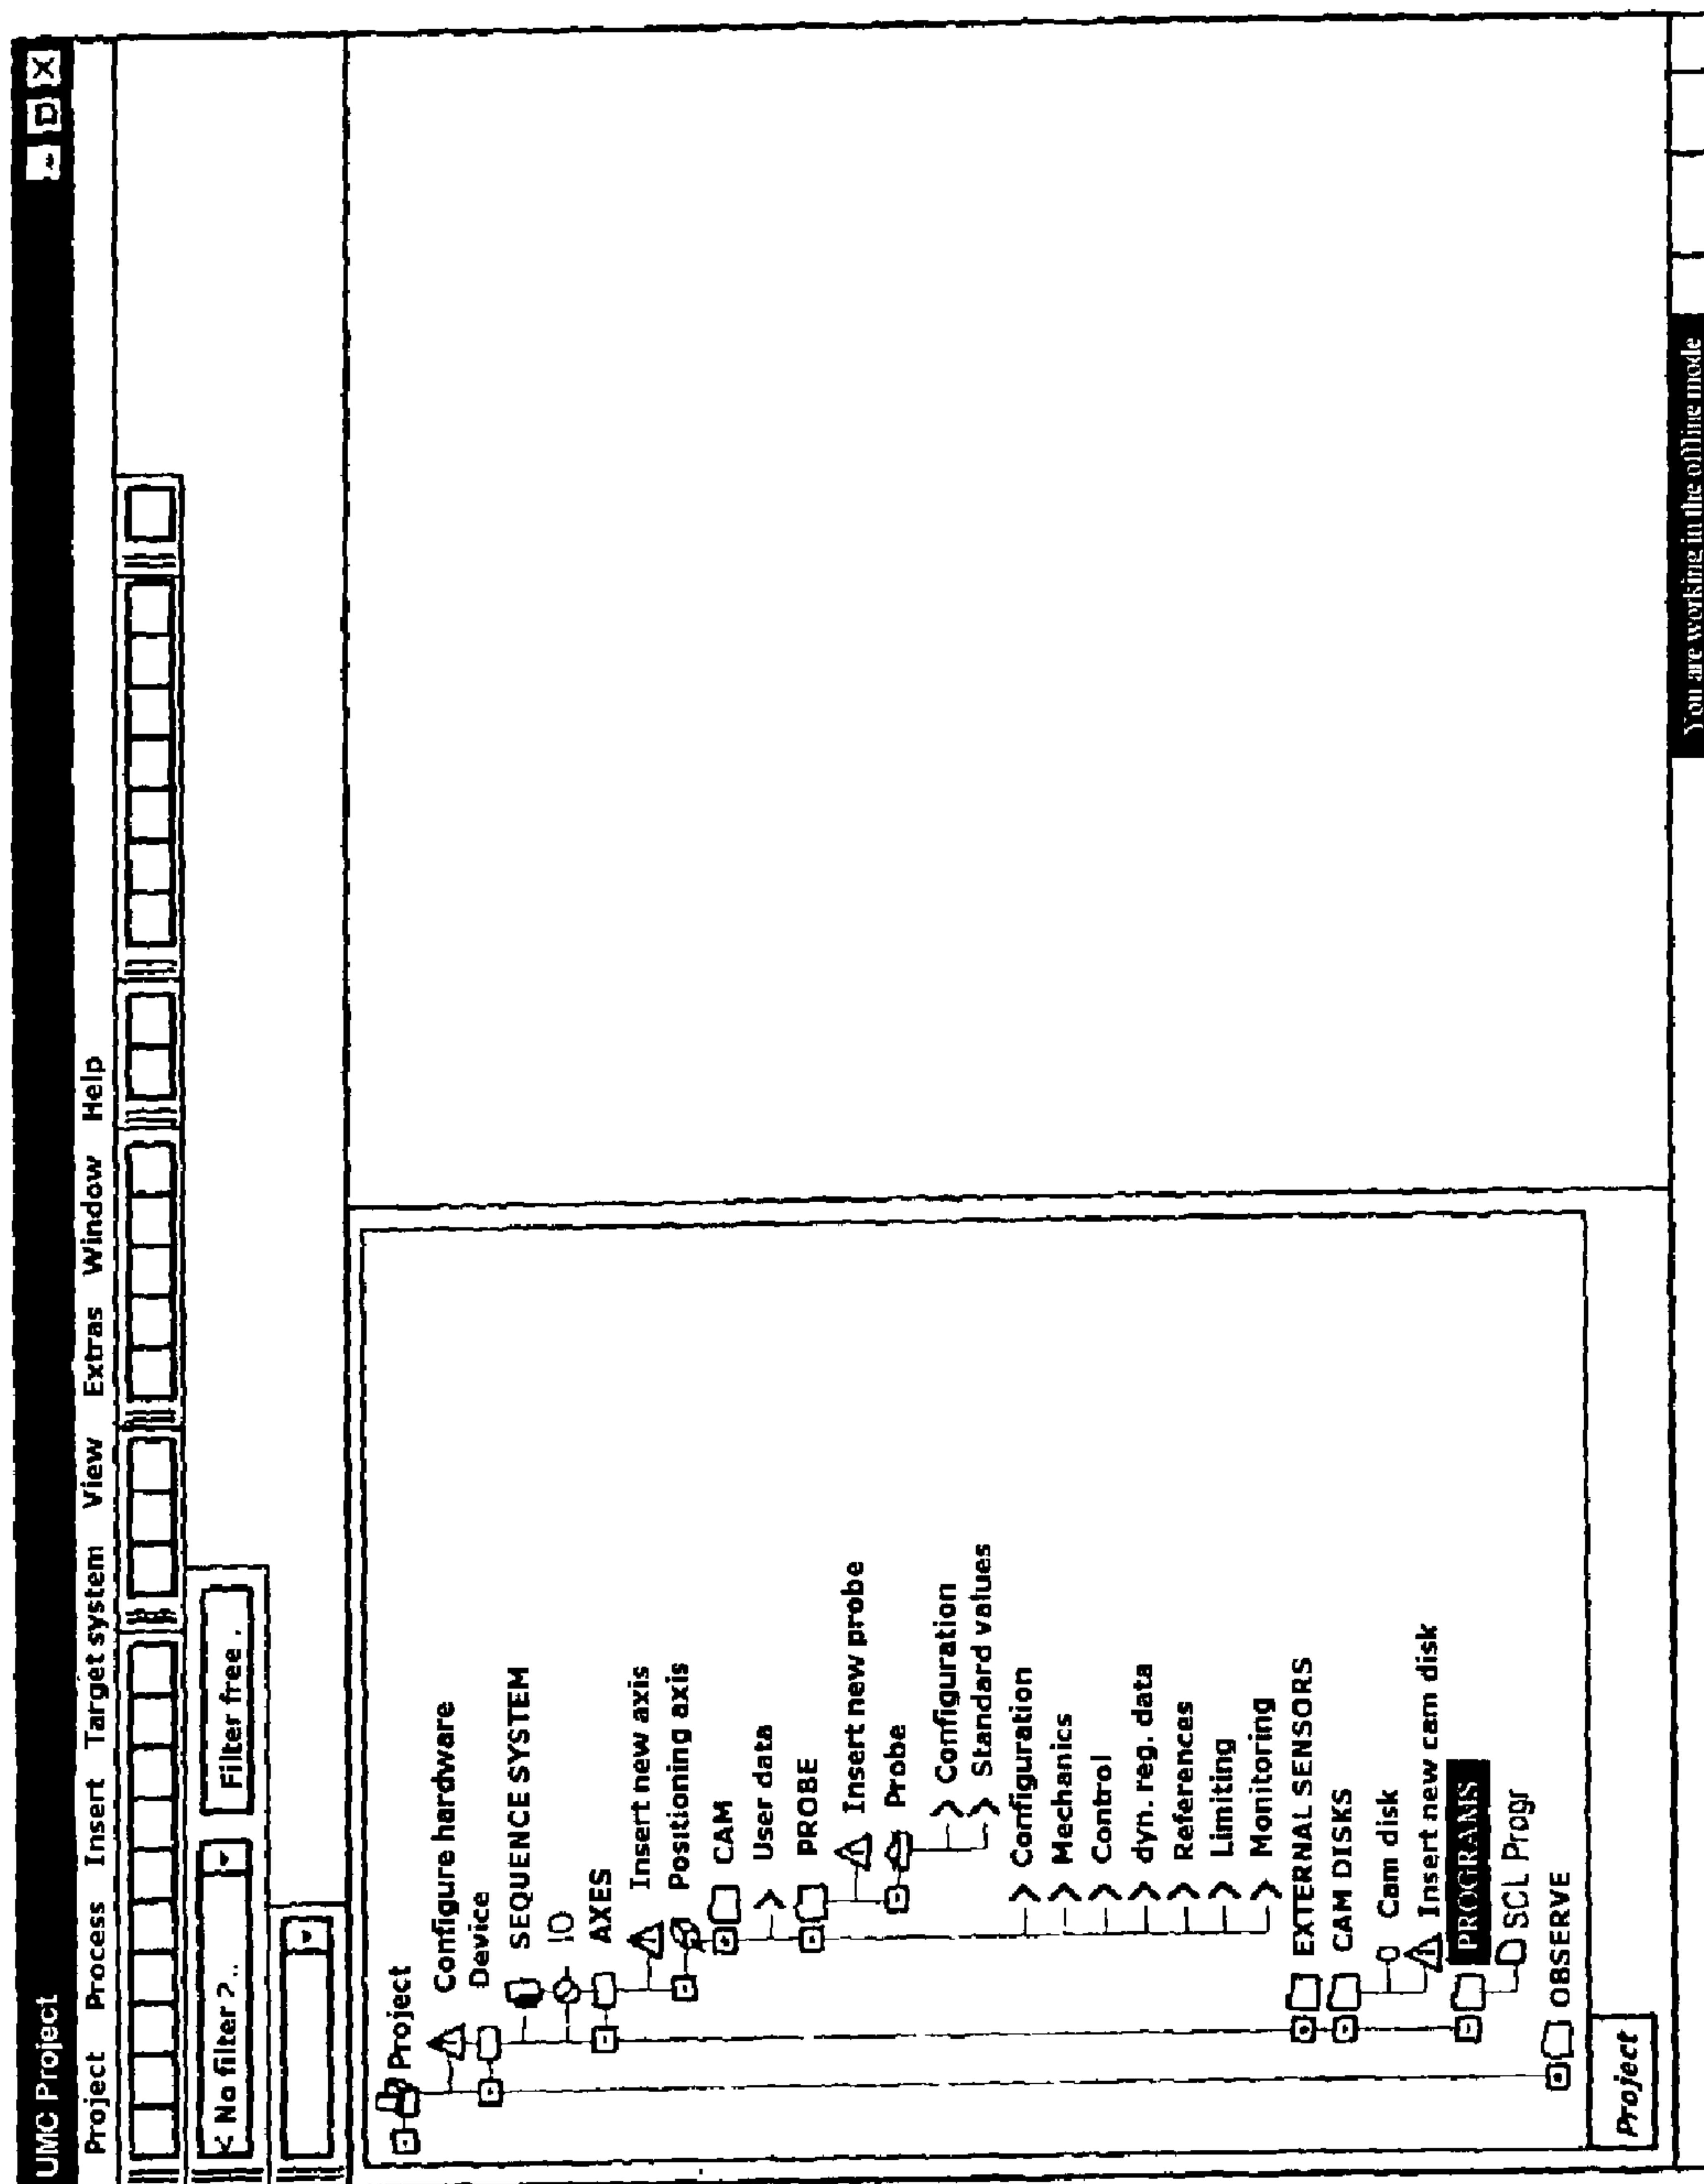 UMC Project
Project Process Insert Target system View Extras Window Help
< No filter ? .. Filter free .
Project
Configure hardware
Device
SEQUENCE SYSTEM
IO
AXES
Insert new axis
Positioning axis
CAM
User data
PROBE
Insert new probe
Probe
Configuration
Standard values
Configuration
Mechanics
Control
dyn. reg. data
References
Limiting
Monitoring
EXTERNAL SENSORS
CAM DISKS
Cam disk
Insert new cam disk
PROGRANS
SCL Progr
OBSERVE
Project
You are working in the offline mode